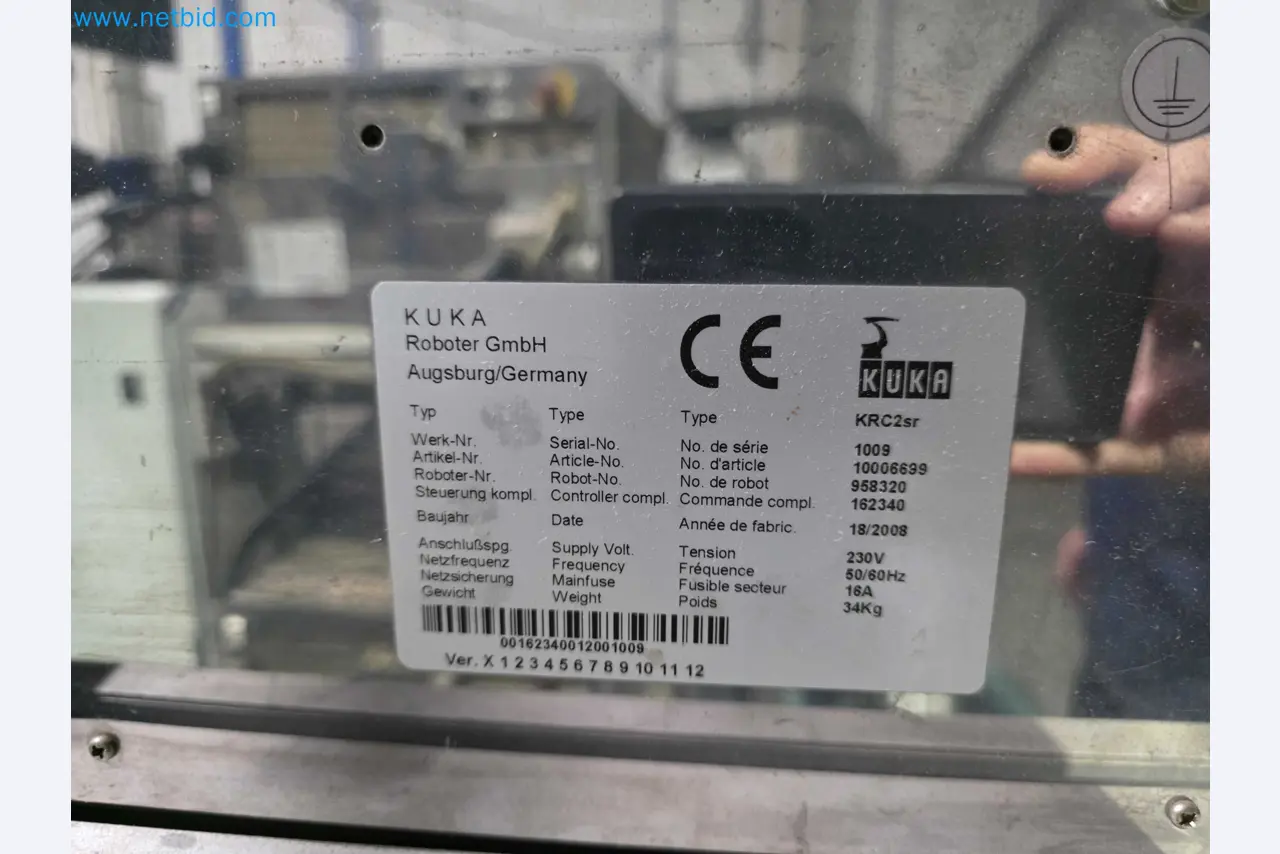 www.netbid.com
KUKA
Roboter GmbH
Augsburg/Germany
CE
KUKA
Typ Type Type KRC2sr
Werk-Nr. Serial-No. No. de série 1009
Artikel-Nr. Article-No. No. d'article 10006699
Roboter-Nr. Robot-No. No. de robot 958320
Steuerung kompl. Controller compl. Commande compl. 162340
Baujahr Date Année de fabric. 18/2008
Anschlußspg. Supply Volt. Tension 230V
Netzfrequenz Frequency Fréquence 50/60Hz
Netzsicherung Mainfuse Fusible secteur 16A
Gewicht Weight Poids 34Kg
00162340012001009
Ver. X 1 2 3 4 5 6 7 8 9 10 11 12